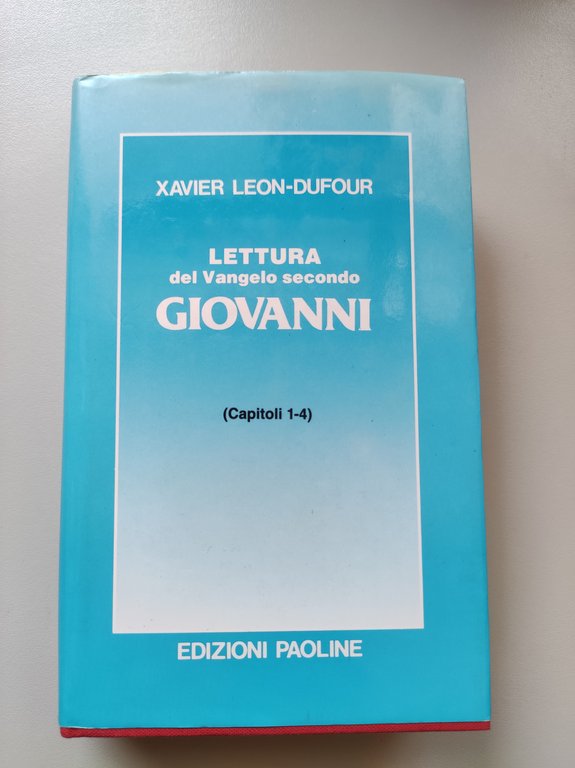 XAVIER LEON-DUFOUR
LETTURA
del Vangelo secondo
GIOVANNI
(Capitoli 1-4)
EDIZIONI PAOLINE